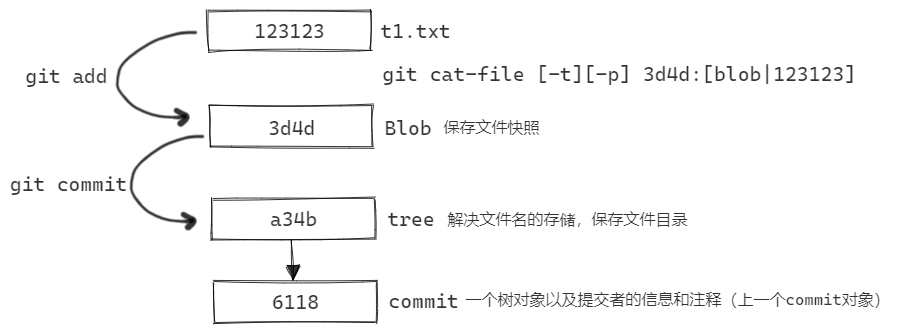 123123 t1.txt
git add
git cat-file [-t][-p] 3d4d:[blob|123123]
3d4d Blob 保存文件快照
git commit
a34b tree 解决文件名的存储，保存文件目录
6118 commit 一个树对象以及提交者的信息和注释（上一个commit对象）